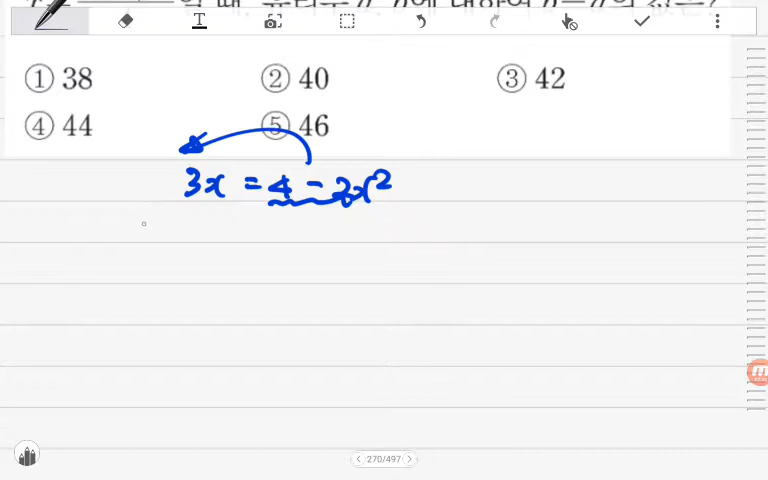 ① 38 ② 40 ③ 42
④ 44 ⑤ 46
3x = 4 - 2x²
270/497